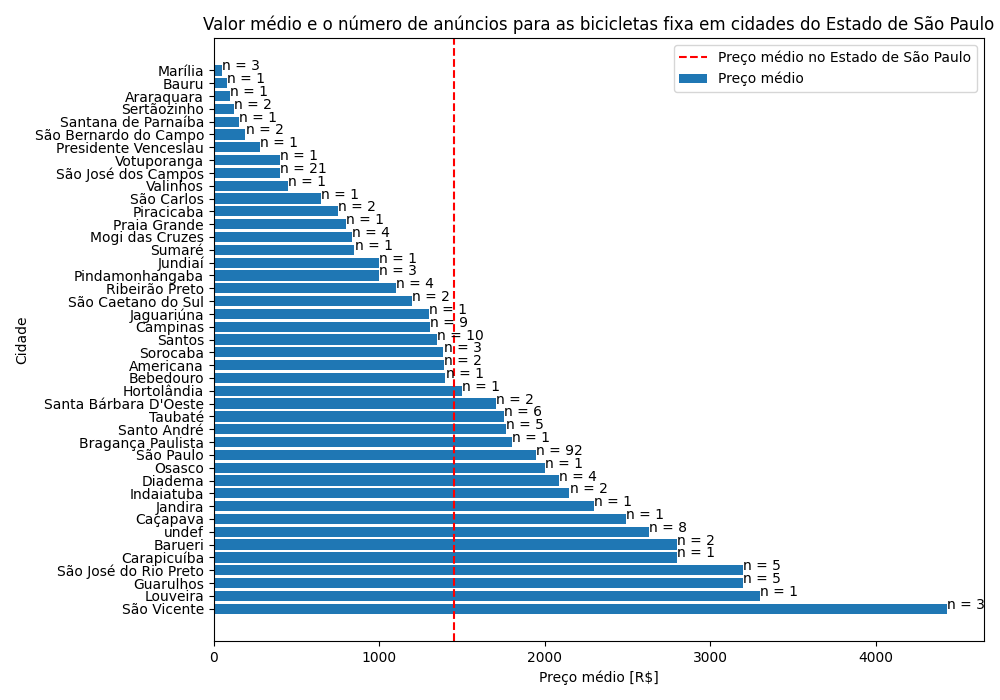 Valor médio e o número de anúncios para as bicicletas fixa em cidades do Estado de São Paulo
Preço médio no Estado de São Paulo
Preço médio
Cidade
Marília n = 3
Bauru n = 1
Araraquara n = 1
Sertãozinho n = 2
Santana de Parnaíba n = 1
São Bernardo do Campo n = 2
Presidente Venceslau n = 1
Votuporanga n = 1
São José dos Campos n = 21
Valinhos n = 1
São Carlos n = 1
Piracicaba n = 2
Praia Grande n = 1
Mogi das Cruzes n = 4
Sumaré n = 1
Jundiaí n = 1
Pindamonhangaba n = 3
Ribeirão Preto n = 4
São Caetano do Sul n = 2
Jaguariúna n = 1
Campinas n = 9
Santos n = 10
Sorocaba n = 3
Americana n = 2
Bebedouro n = 1
Hortolândia n = 1
Santa Bárbara D'Oeste n = 2
Taubaté n = 6
Santo André n = 5
Bragança Paulista n = 1
São Paulo n = 92
Osasco n = 1
Diadema n = 4
Indaiatuba n = 2
Jandira n = 1
Caçapava n = 1
undef n = 8
Barueri n = 2
Carapicuíba n = 1
São José do Rio Preto n = 5
Guarulhos n = 5
Louveira n = 1
São Vicente n = 3
0 1000 2000 3000 4000
Preço médio [R$]